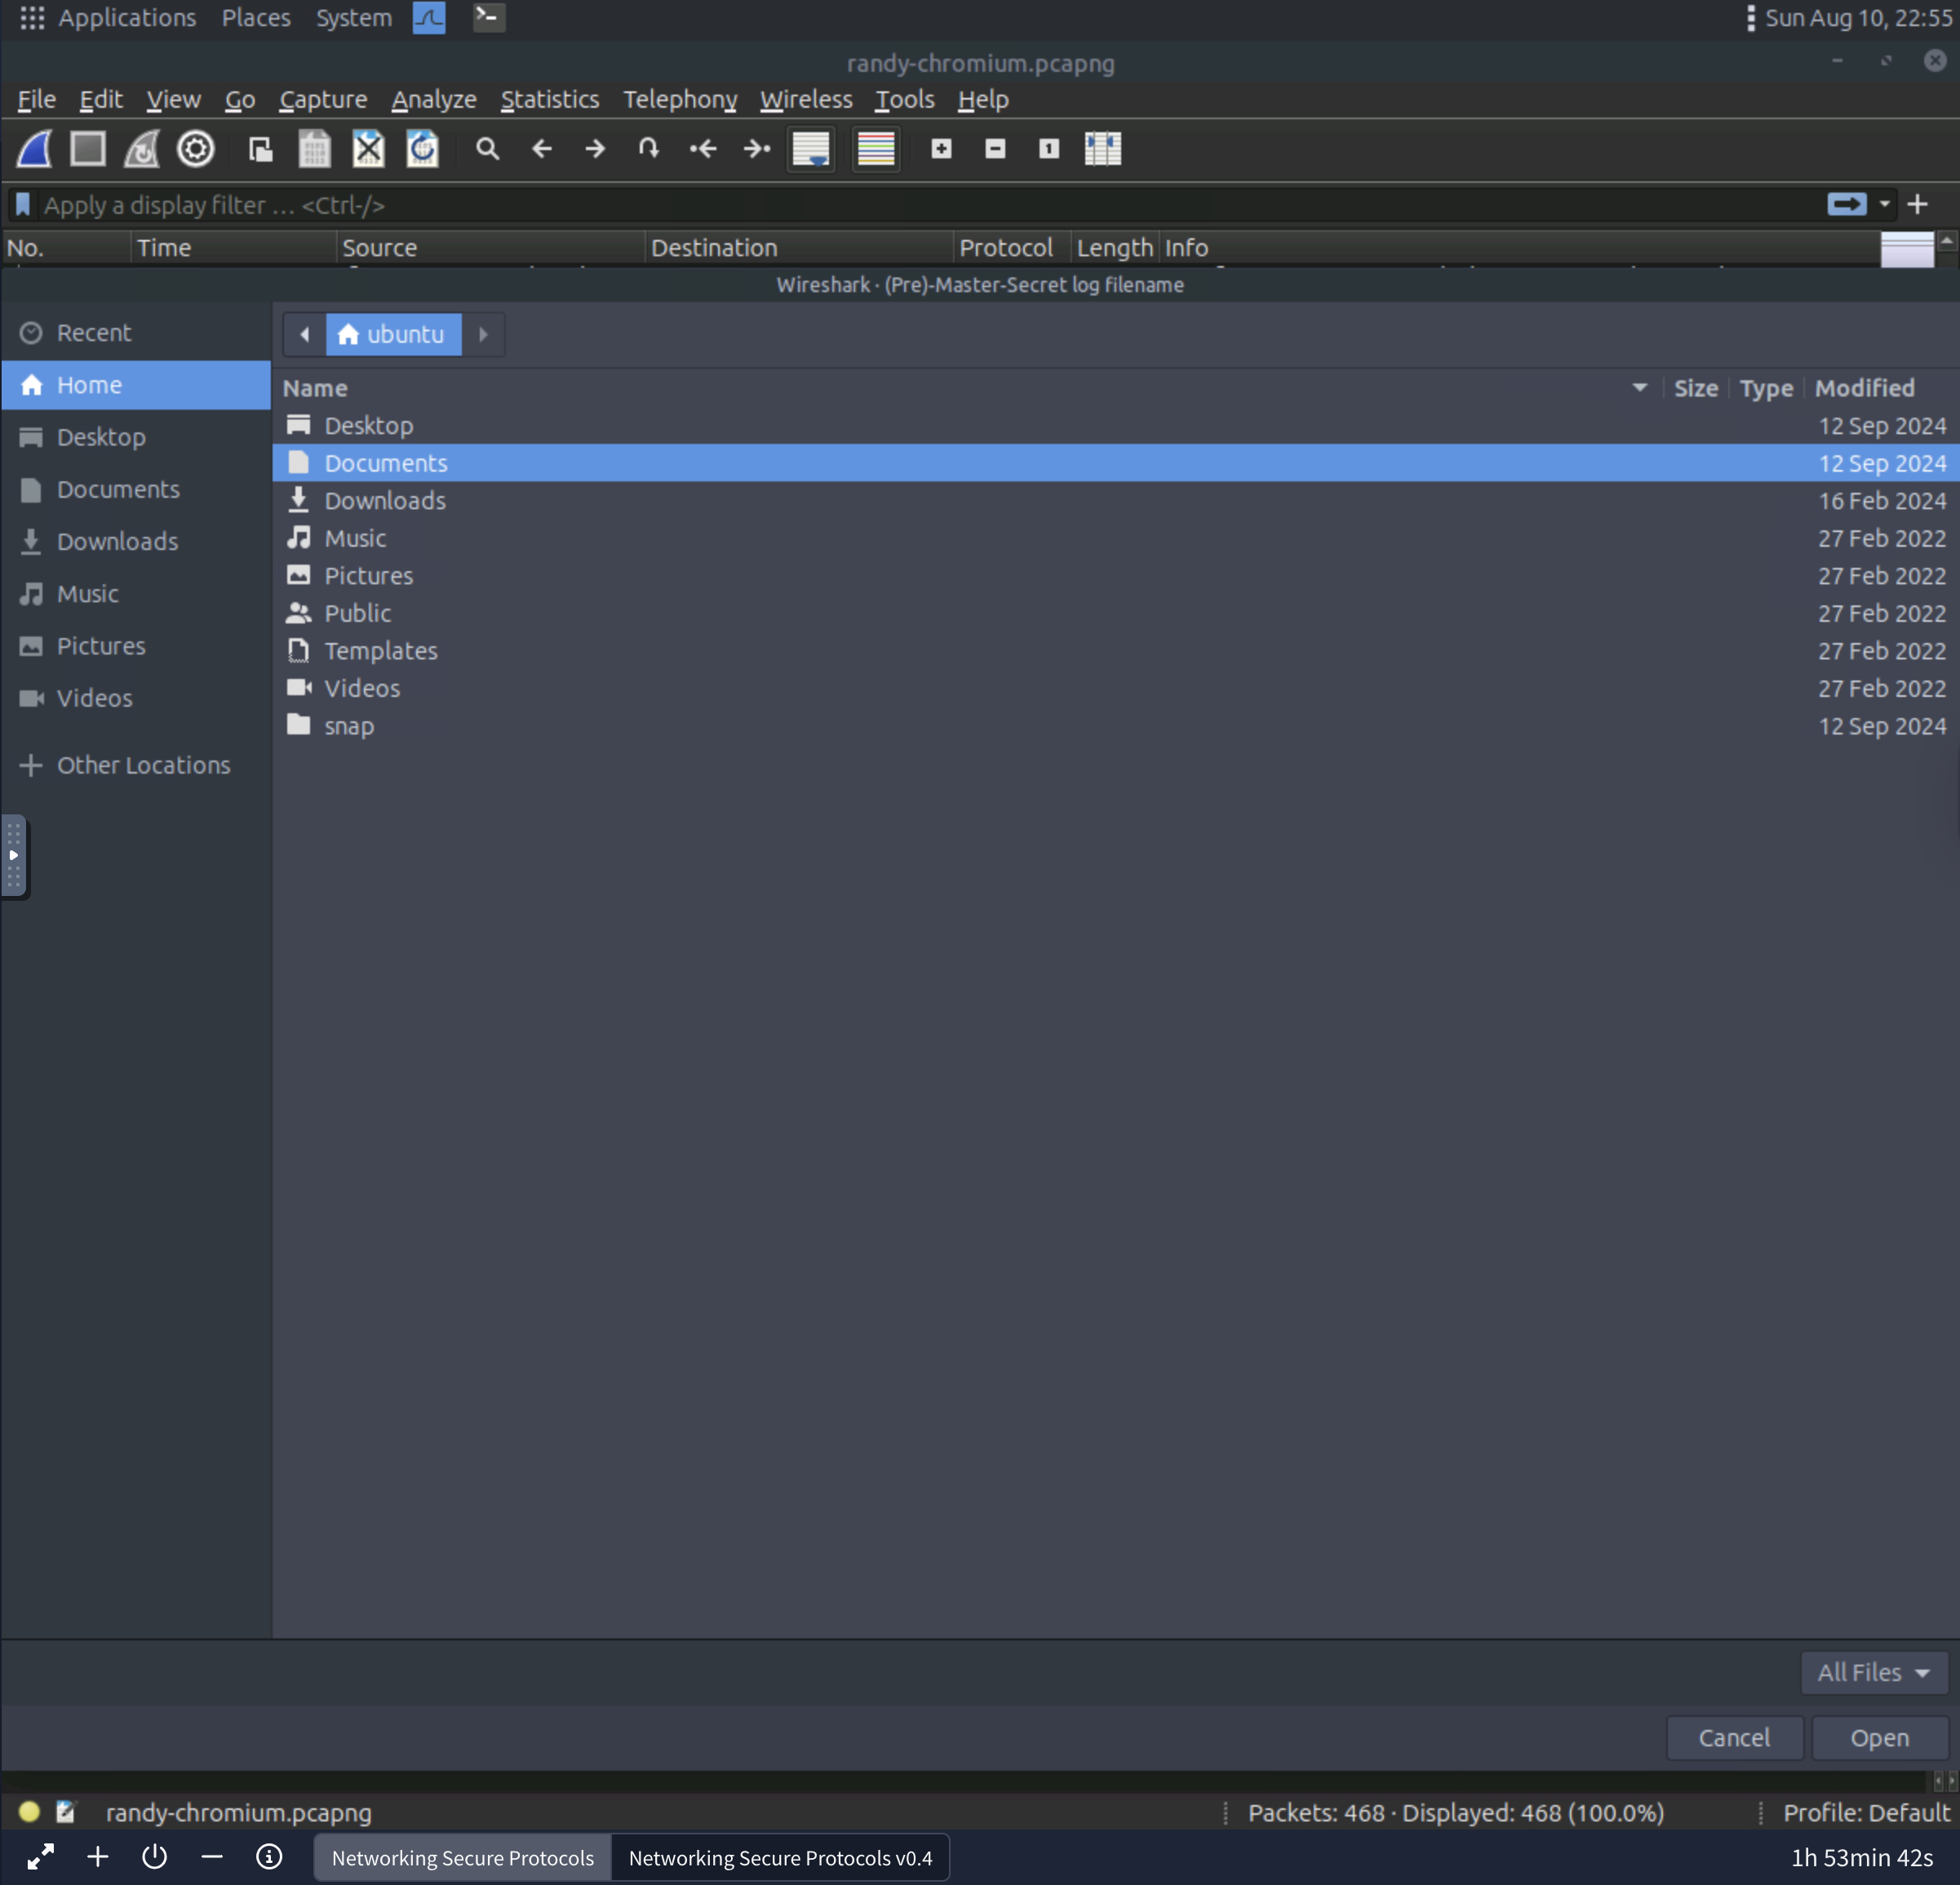 Applications Places System Sun Aug 10, 22:55
randy-chromium.pcapng
File Edit View Go Capture Analyze Statistics Telephony Wireless Tools Help
Apply a display filter … <Ctrl-/>
No. Time Source Destination Protocol Length Info
Wireshark · (Pre)-Master-Secret log filename
Recent
Home
Desktop
Documents
Downloads
Music
Pictures
Videos
Other Locations
ubuntu
Name Size Type Modified
Desktop 12 Sep 2024
Documents 12 Sep 2024
Downloads 16 Feb 2024
Music 27 Feb 2022
Pictures 27 Feb 2022
Public 27 Feb 2022
Templates 27 Feb 2022
Videos 27 Feb 2022
snap 12 Sep 2024
All Files
Cancel Open
randy-chromium.pcapng Packets: 468 · Displayed: 468 (100.0%) Profile: Default
Networking Secure Protocols Networking Secure Protocols v0.4 1h 53min 42s